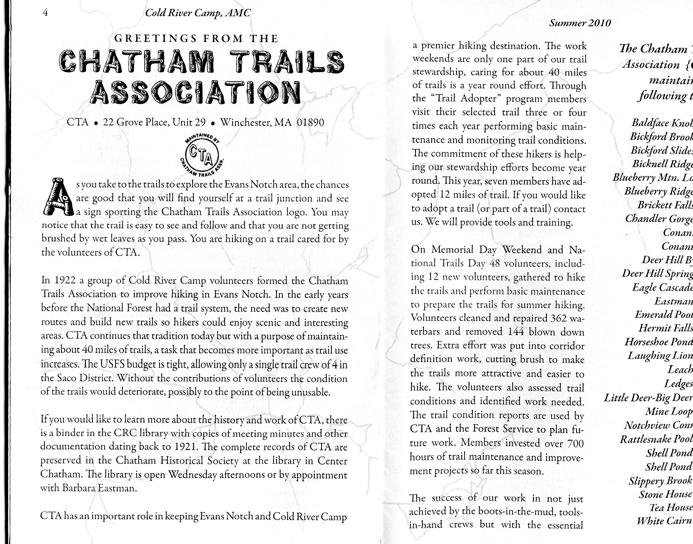 4
Cold River Camp, AMC
GREETINGS FROM THE
CHATHAM TRAILS
ASSOCIATION
CTA • 22 Grove Place, Unit 29 • Winchester, MA 01890
MAINTAINED BY
CTA
CHATHAM TRAILS ASSN.
As you take to the trails to explore the Evans Notch area, the chances
are good that you will find yourself at a trail junction and see
a sign sporting the Chatham Trails Association logo. You may
notice that the trail is easy to see and follow and that you are not getting
brushed by wet leaves as you pass. You are hiking on a trail cared for by
the volunteers of CTA.
In 1922 a group of Cold River Camp volunteers formed the Chatham
Trails Association to improve hiking in Evans Notch. In the early years
before the National Forest had a trail system, the need was to create new
routes and build new trails so hikers could enjoy scenic and interesting
areas. CTA continues that tradition today but with a purpose of maintain-
ing about 40 miles of trails, a task that becomes more important as trail use
increases. The USFS budget is tight, allowing only a single trail crew of 4 in
the Saco District. Without the contributions of volunteers the condition
of the trails would deteriorate, possibly to the point of being unusable.
If you would like to learn more about the history and work of CTA, there
is a binder in the CRC library with copies of meeting minutes and other
documentation dating back to 1921. The complete records of CTA are
preserved in the Chatham Historical Society at the library in Center
Chatham. The library is open Wednesday afternoons or by appointment
with Barbara Eastman.
CTA has an important role in keeping Evans Notch and Cold River Camp
Summer 2010
a premier hiking destination. The work
weekends are only one part of our trail
stewardship, caring for about 40 miles
of trails is a year round effort. Through
the "Trail Adopter" program members
visit their selected trail three or four
times each year performing basic main-
tenance and monitoring trail conditions.
The commitment of these hikers is help-
ing our stewardship efforts become year
round. This year, seven members have ad-
opted 12 miles of trail. If you would like
to adopt a trail (or part of a trail) contact
us. We will provide tools and training.
On Memorial Day Weekend and Na-
tional Trails Day 48 volunteers, includ-
ing 12 new volunteers, gathered to hike
the trails and perform basic maintenance
to prepare the trails for summer hiking.
Volunteers cleaned and repaired 362 wa-
terbars and removed 144 blown down
trees. Extra effort was put into corridor
definition work, cutting brush to make
the trails more attractive and easier to
hike. The volunteers also assessed trail
conditions and identified work needed.
The trail condition reports are used by
CTA and the Forest Service to plan fu-
ture work. Members invested over 700
hours of trail maintenance and improve-
ment projects so far this season.
The success of our work in not just
achieved by the boots-in-the-mud, tools-
in-hand crews but with the essential
The Chatham
Association
maintain
following t
Baldface Knob
Bickford Brook
Bickford Slides
Bicknell Ridge
Blueberry Mtn. Lo
Blueberry Ridge
Brickett Falls
Chandler Gorge
Conant
Conant
Deer Hill B
Deer Hill Spring
Eagle Cascade
Eastman
Emerald Pool
Hermit Falls
Horseshoe Pond
Laughing Lion
Leach
Ledges
Little Deer-Big Deer
Mine Loop
Notchview Conn
Rattlesnake Pool
Shell Pond
Shell Pond
Slippery Brook
Stone House
Tea House
White Cairn